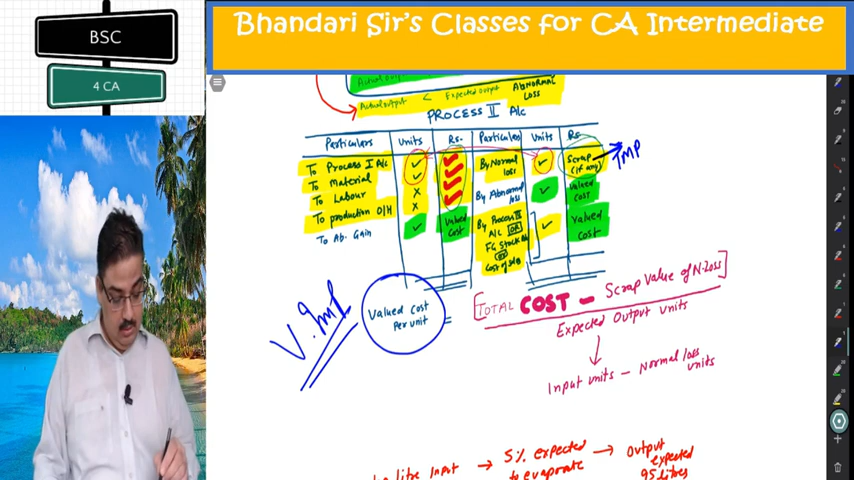 Bhandari Sir's Classes for CA Intermediate
BSC
4 CA
Actual output < Expected output ABNORMAL LOSS
PROCESS II A/c
Particulars Units Rs. Particulars Units Rs.
To Process I A/c
To Material
To Labour
To production O/H
To Ab. Gain
X
X
Valued cost
By Normal loss
By Abnormal loss
By Process III A/c OR
FG Stock
OR
Cost of
Scrap (if any)
IMP
Valued cost
Valued cost
V. Imp
Valued cost per unit
=
[TOTAL COST - Scrap Value of N.Loss]
Expected Output Units
Input units - Normal loss units
litre Input → 5% expected to evaporate → Output expected 95 litres